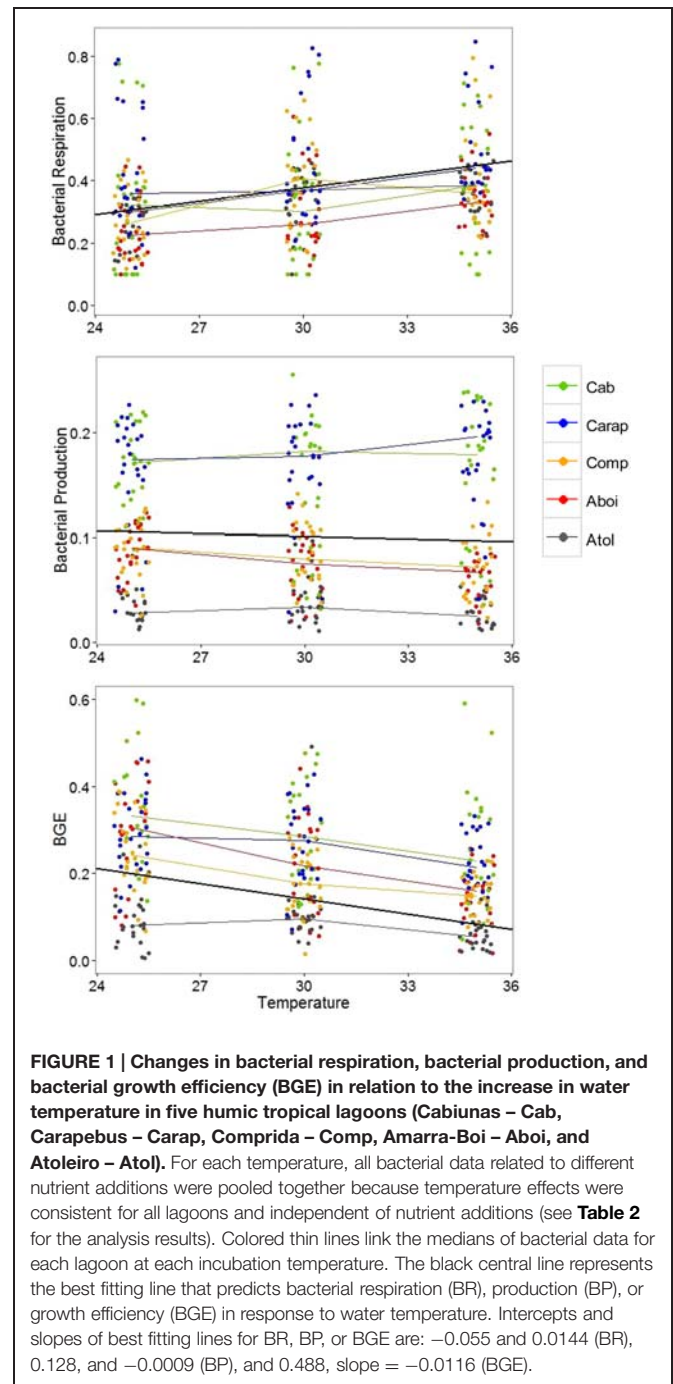 0.8
0.6
0.4
0.2
0.0
Bacterial Respiration
24 27 30 33 36
0.2
0.1
0.0
Bacterial Production
24 27 30 33 36
Cab
Carap
Comp
Aboi
Atol
0.6
0.4
0.2
0.0
BGE
24 27 30 33 36
Temperature
FIGURE 1 | Changes in bacterial respiration, bacterial production, and
bacterial growth efficiency (BGE) in relation to the increase in water
temperature in five humic tropical lagoons (Cabiunas – Cab,
Carapebus – Carap, Comprida – Comp, Amarra-Boi – Aboi, and
Atoleiro – Atol). For each temperature, all bacterial data related to different
nutrient additions were pooled together because temperature effects were
consistent for all lagoons and independent of nutrient additions (see Table 2
for the analysis results). Colored thin lines link the medians of bacterial data for
each lagoon at each incubation temperature. The black central line represents
the best fitting line that predicts bacterial respiration (BR), production (BP), or
growth efficiency (BGE) in response to water temperature. Intercepts and
slopes of best fitting lines for BR, BP, or BGE are: −0.055 and 0.0144 (BR),
0.128, and −0.0009 (BP), and 0.488, slope = −0.0116 (BGE).